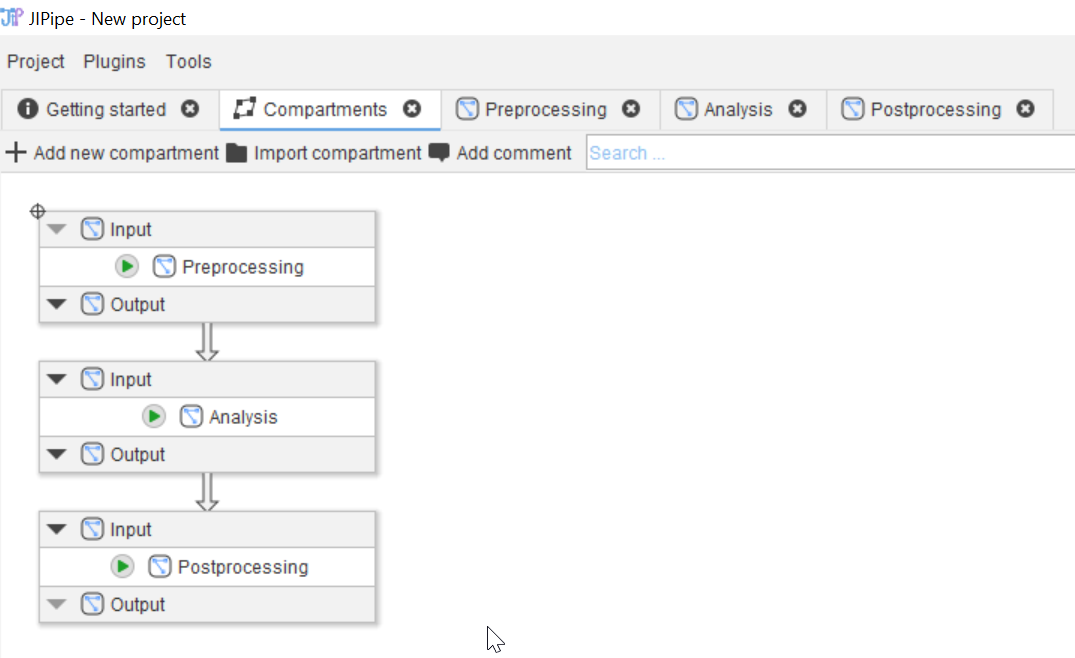 JIPipe - New project
Project Plugins Tools
Getting started Compartments Preprocessing Analysis Postprocessing
Add new compartment Import compartment Add comment Search ...
Input
Preprocessing
Output
Input
Analysis
Output
Input
Postprocessing
Output